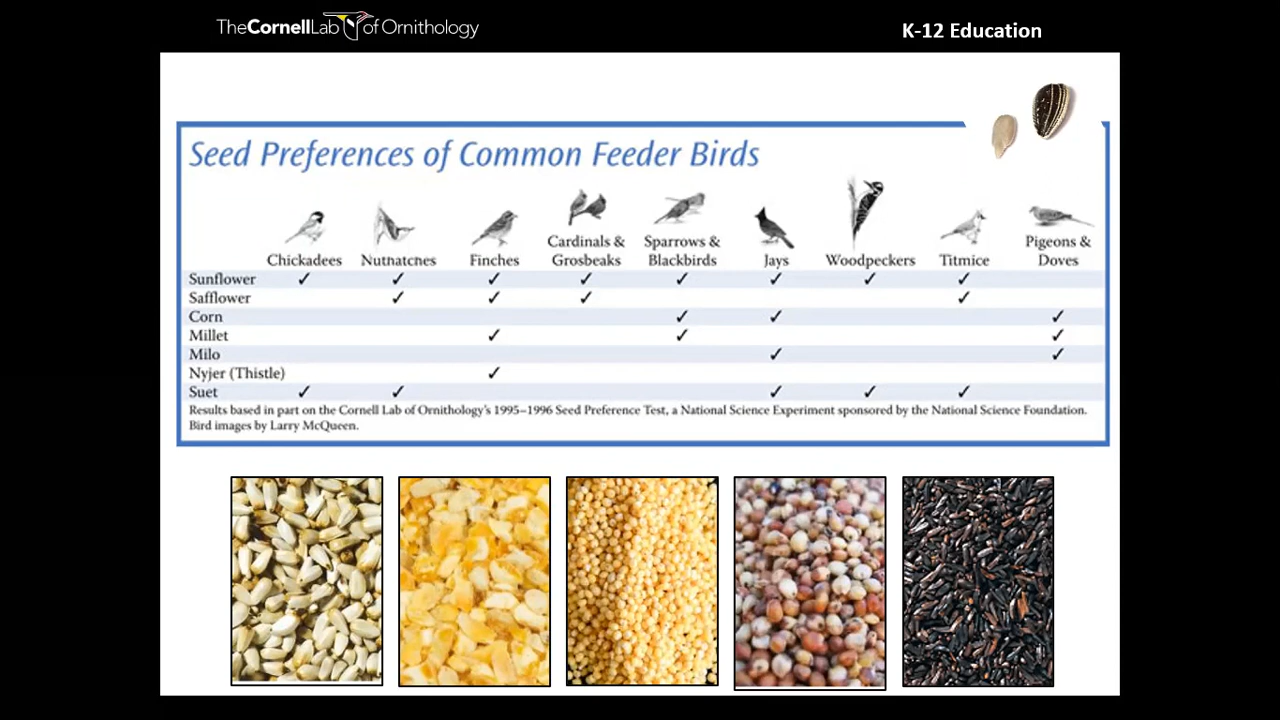 TheCornellLab of Ornithology
K-12 Education
Seed Preferences of Common Feeder Birds
Chickadees Nuthatches Finches Cardinals & Grosbeaks Sparrows & Blackbirds Jays Woodpeckers Titmice Pigeons & Doves
Sunflower ✓ ✓ ✓ ✓ ✓ ✓ ✓ ✓
Safflower ✓ ✓ ✓ ✓
Corn ✓ ✓ ✓
Millet ✓ ✓ ✓
Milo ✓ ✓
Nyjer (Thistle) ✓
Suet ✓ ✓ ✓ ✓ ✓
Results based in part on the Cornell Lab of Ornithology's 1995–1996 Seed Preference Test, a National Science Experiment sponsored by the National Science Foundation.
Bird images by Larry McQueen.